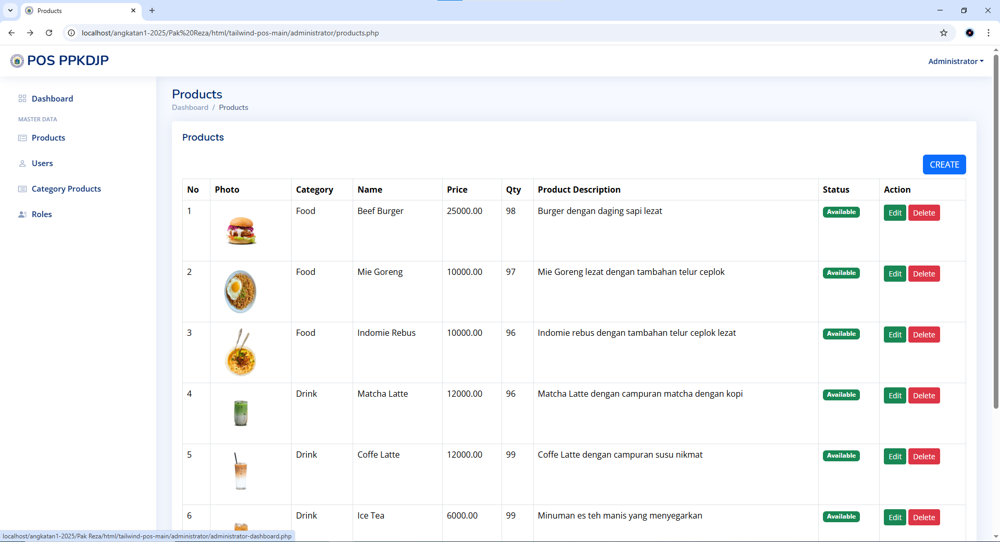 Products
localhost/angkatan1-2025/Pak%20Reza/html/tailwind-pos-main/administrator/products.php
POS PPKDJP
Administrator
Dashboard
MASTER DATA
Products
Users
Category Products
Roles
Products
Dashboard / Products
Products
CREATE
No Photo Category Name Price Qty Product Description Status Action
1 Food Beef Burger 25000.00 98 Burger dengan daging sapi lezat Available Edit Delete
2 Food Mie Goreng 10000.00 97 Mie Goreng lezat dengan tambahan telur ceplok Available Edit Delete
3 Food Indomie Rebus 10000.00 96 Indomie rebus dengan tambahan telur ceplok lezat Available Edit Delete
4 Drink Matcha Latte 12000.00 96 Matcha Latte dengan campuran matcha dengan kopi Available Edit Delete
5 Drink Coffe Latte 12000.00 99 Coffe Latte dengan campuran susu nikmat Available Edit Delete
6 Drink Ice Tea 6000.00 99 Minuman es teh manis yang menyegarkan Available Edit Delete
localhost/angkatan1-2025/Pak Reza/html/tailwind-pos-main/administrator/administrator-dashboard.php